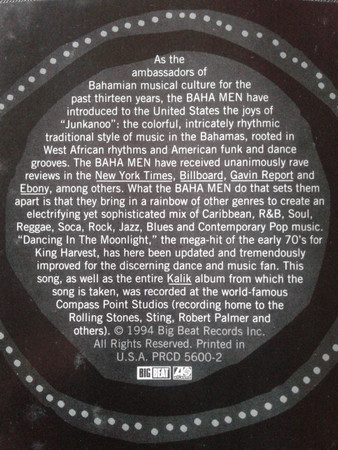 As the
ambassadors of
Bahamian musical culture for the
past thirteen years, the BAHA MEN have
introduced to the United States the joys of
"Junkanoo": the colorful, intricately rhythmic
traditional style of music in the Bahamas, rooted in
West African rhythms and American funk and dance
grooves. The BAHA MEN have received unanimously rave
reviews in the New York Times, Billboard, Gavin Report and
Ebony, among others. What the BAHA MEN do that sets them
apart is that they bring in a rainbow of other genres to create an
electrifying yet sophisticated mix of Caribbean, R&B, Soul,
Reggae, Soca, Rock, Jazz, Blues and Contemporary Pop music.
"Dancing In The Moonlight," the mega-hit of the early 70's for
King Harvest, has here been updated and tremendously
improved for the discerning dance and music fan. This
song, as well as the entire Kalik album from which the
song is taken, was recorded at the world-famous
Compass Point Studios (recording home to the
Rolling Stones, Sting, Robert Palmer and
others). © 1994 Big Beat Records Inc.
All Rights Reserved. Printed in
U.S.A. PRCD 5600-2
BIG BEAT